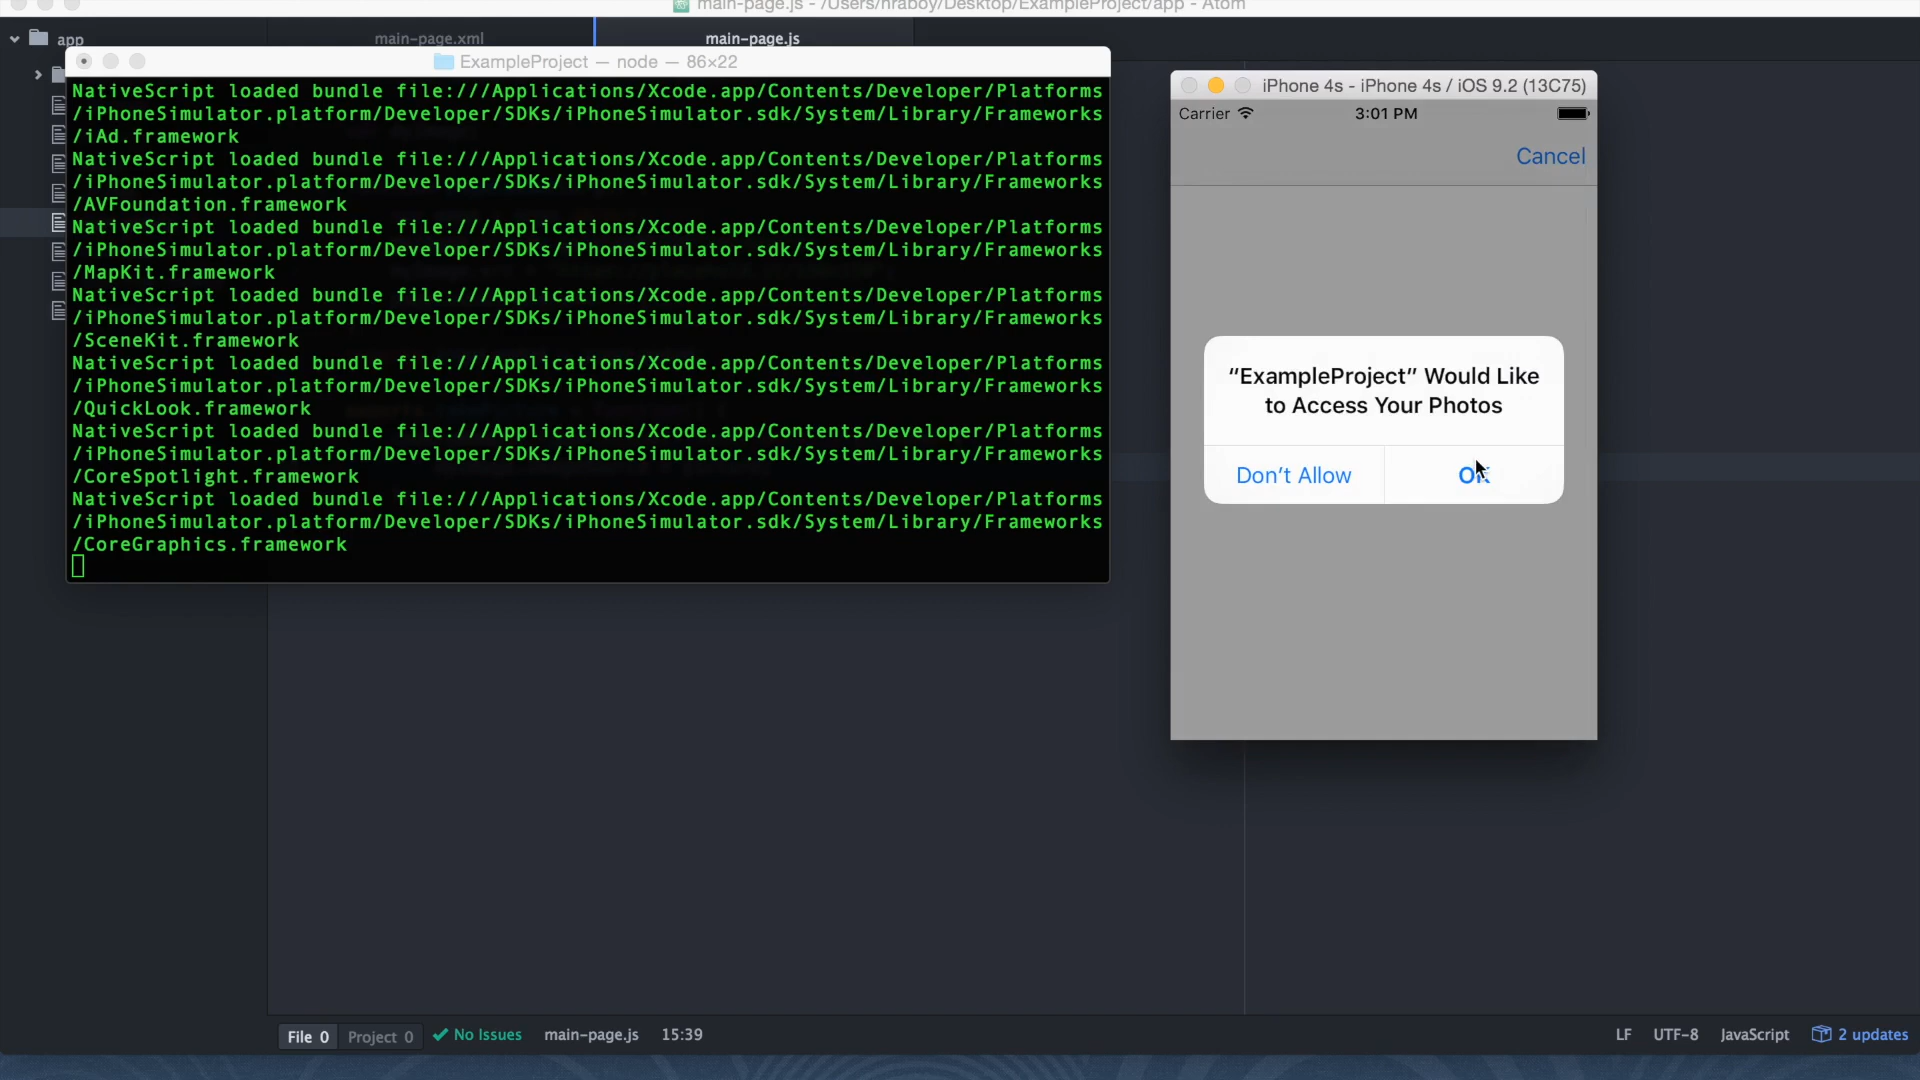 main-page.js - /Users/nraboy/Desktop/ExampleProject/app - Atom
app
main-page.xml
main-page.js
ExampleProject — node — 86×22
NativeScript loaded bundle file:///Applications/Xcode.app/Contents/Developer/Platforms
/iPhoneSimulator.platform/Developer/SDKs/iPhoneSimulator.sdk/System/Library/Frameworks
/iAd.framework
NativeScript loaded bundle file:///Applications/Xcode.app/Contents/Developer/Platforms
/iPhoneSimulator.platform/Developer/SDKs/iPhoneSimulator.sdk/System/Library/Frameworks
/AVFoundation.framework
NativeScript loaded bundle file:///Applications/Xcode.app/Contents/Developer/Platforms
/iPhoneSimulator.platform/Developer/SDKs/iPhoneSimulator.sdk/System/Library/Frameworks
/MapKit.framework
NativeScript loaded bundle file:///Applications/Xcode.app/Contents/Developer/Platforms
/iPhoneSimulator.platform/Developer/SDKs/iPhoneSimulator.sdk/System/Library/Frameworks
/SceneKit.framework
NativeScript loaded bundle file:///Applications/Xcode.app/Contents/Developer/Platforms
/iPhoneSimulator.platform/Developer/SDKs/iPhoneSimulator.sdk/System/Library/Frameworks
/QuickLook.framework
NativeScript loaded bundle file:///Applications/Xcode.app/Contents/Developer/Platforms
/iPhoneSimulator.platform/Developer/SDKs/iPhoneSimulator.sdk/System/Library/Frameworks
/CoreSpotlight.framework
NativeScript loaded bundle file:///Applications/Xcode.app/Contents/Developer/Platforms
/iPhoneSimulator.platform/Developer/SDKs/iPhoneSimulator.sdk/System/Library/Frameworks
/CoreGraphics.framework
iPhone 4s - iPhone 4s / iOS 9.2 (13C75)
Carrier 3:01 PM
Cancel
“ExampleProject” Would Like
to Access Your Photos
Don’t Allow OK
File 0 Project 0 No Issues main-page.js 15:39 LF UTF-8 JavaScript 2 updates